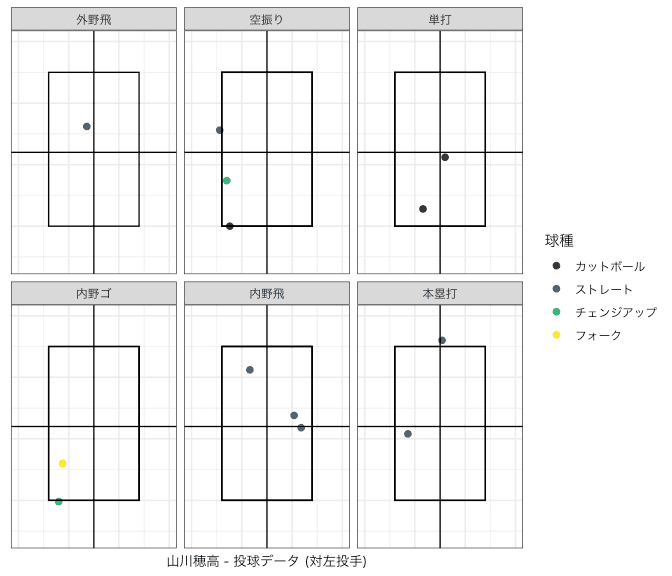 外野飛
空振り
単打
内野ゴ
内野飛
本塁打
球種
カットボール
ストレート
チェンジアップ
フォーク
山川穂高 - 投球データ (対左投手)